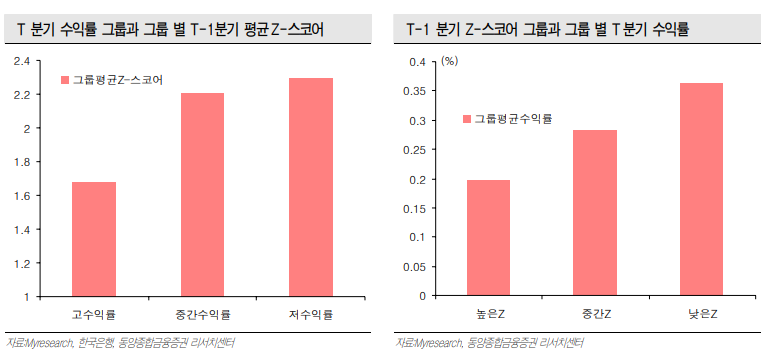 T 분기 수익률 그룹과 그룹 별 T-1분기 평균 Z-스코어
2.4
2.2
2
1.8
1.6
1.4
1.2
1
그룹평균Z-스코어
고수익률 중간수익률 저수익률
자료:Myresearch, 한국은행, 동양종합금융증권 리서치센터
T-1 분기 Z-스코어 그룹과 그룹 별 T 분기 수익률
(%)
0.4
0.35
0.3
0.25
0.2
0.15
0.1
0.05
0
그룹평균수익률
높은Z 중간Z 낮은Z
자료:Myresearch, 동양종합금융증권 리서치센터